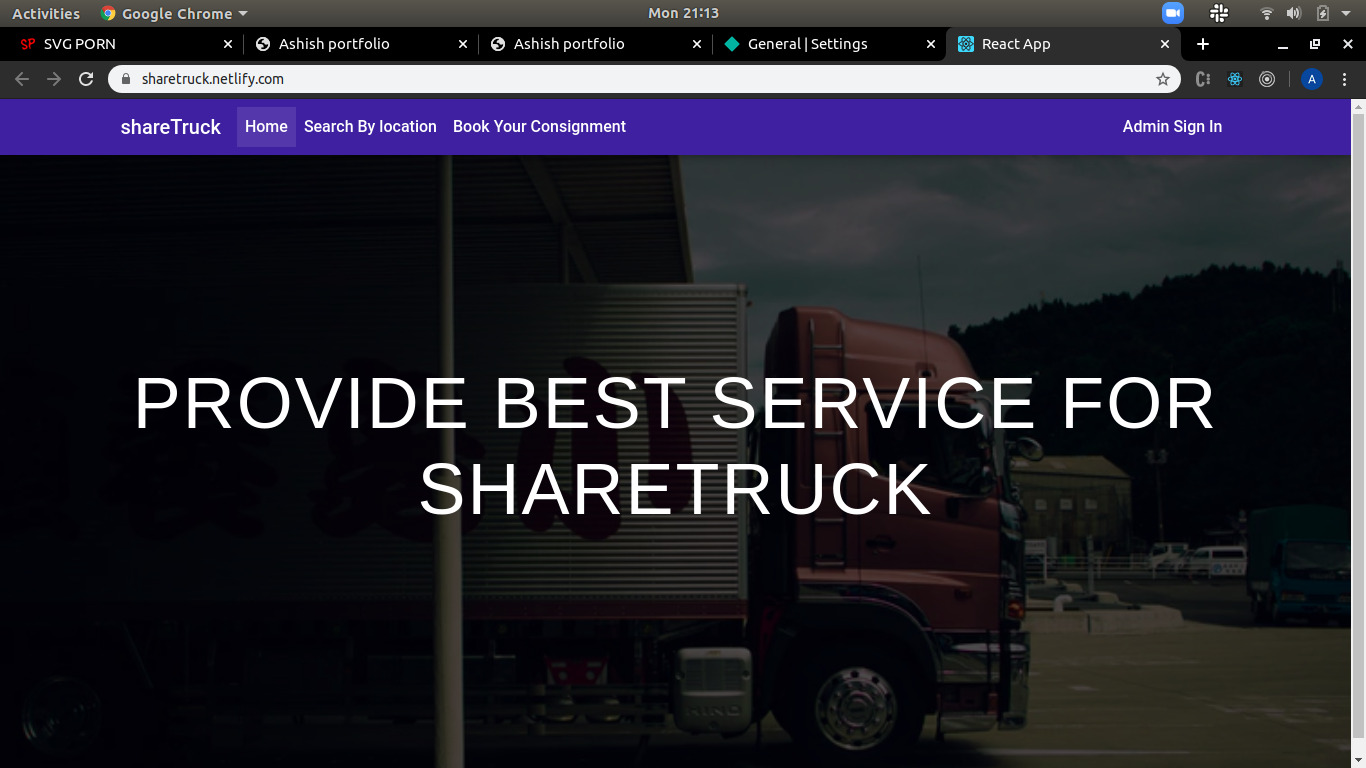 Activities Google Chrome Mon 21:13
SVG PORN Ashish portfolio Ashish portfolio General | Settings React App
sharetruck.netlify.com A
shareTruck Home Search By location Book Your Consignment Admin Sign In
PROVIDE BEST SERVICE FOR
SHARETRUCK
HINO